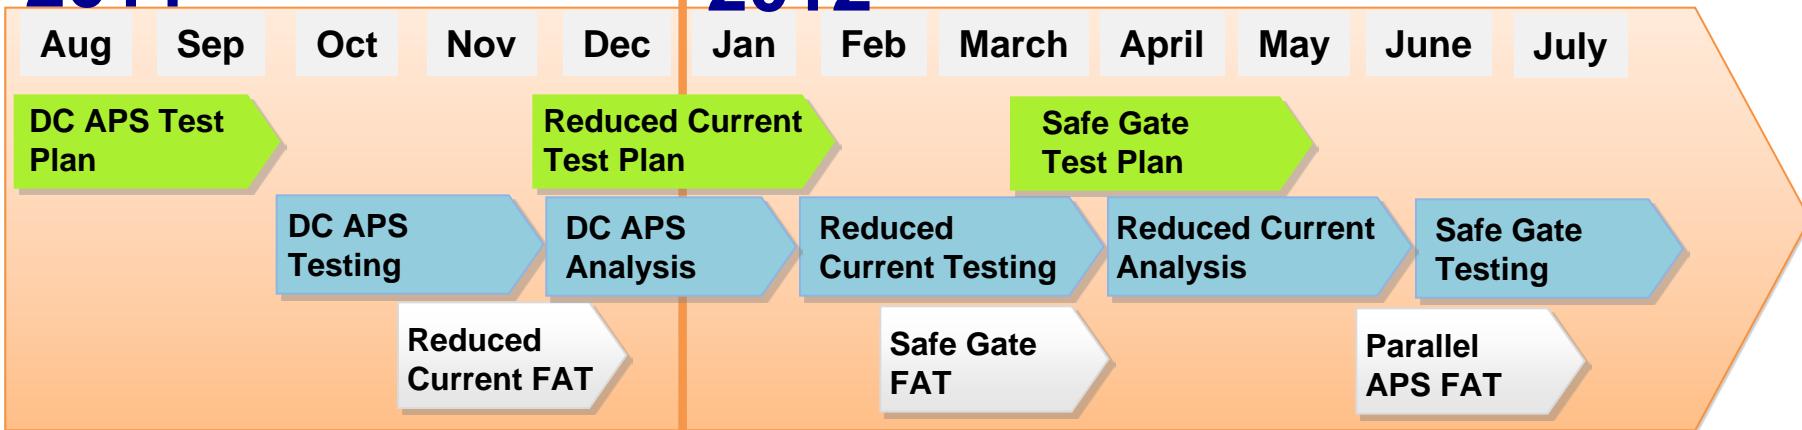 2011 2012
Aug Sep Oct Nov Dec Jan Feb March April May June July
DC APS Test
Plan
Reduced Current
Test Plan
Safe Gate
Test Plan
DC APS
Testing
DC APS
Analysis
Reduced
Current Testing
Reduced Current
Analysis
Safe Gate
Testing
Reduced
Current FAT
Safe Gate
FAT
Parallel
APS FAT